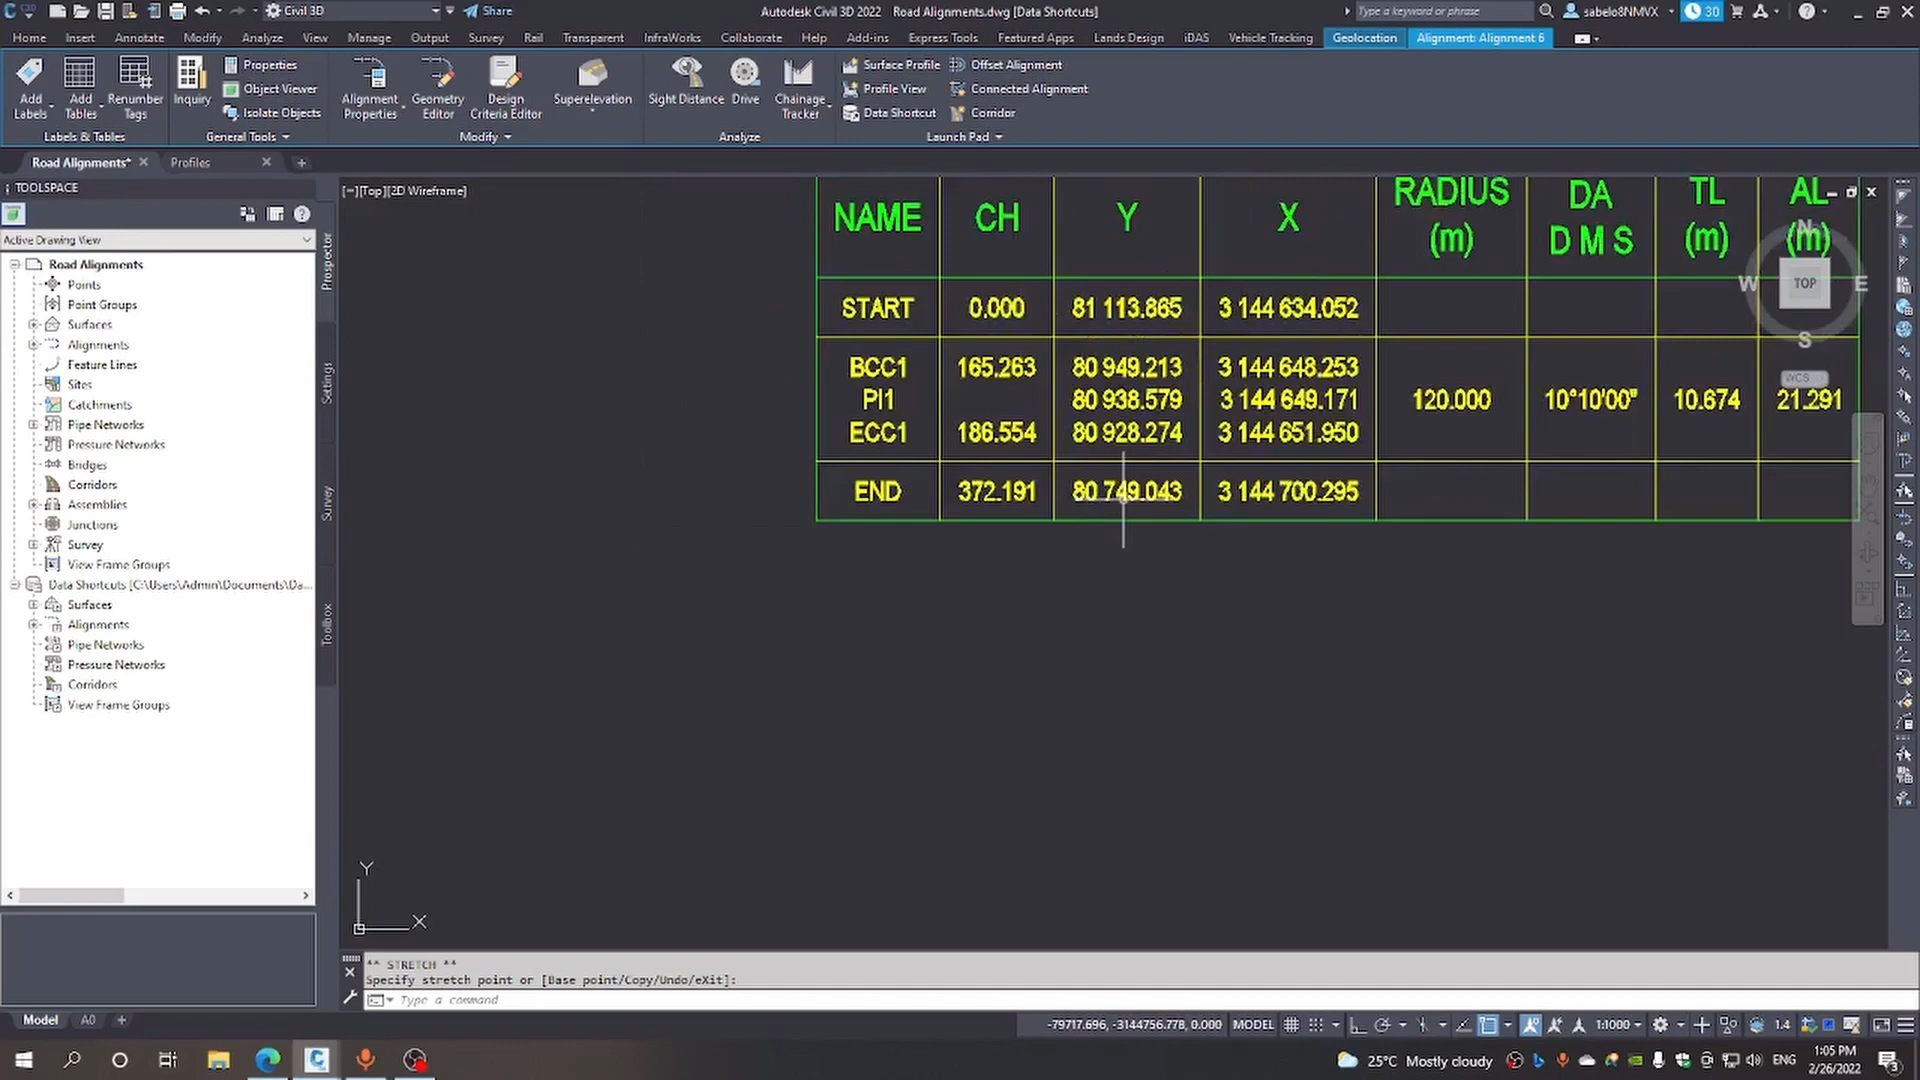 Civil 3D
Share
Autodesk Civil 3D 2022 Road Alignments.dwg [Data Shortcuts]
Type a keyword or phrase
sabelo8NMVX
30
Home Insert Annotate Modify Analyze View Manage Output Survey Rail Transparent InfraWorks Collaborate Help Add-ins Express Tools Featured Apps Lands Design iDAS Vehicle Tracking Geolocation Alignment: Alignment 6
Add Labels
Add Tables
Renumber Tags
Inquiry
Properties
Object Viewer
Isolate Objects
Alignment Properties
Geometry Editor
Design Criteria Editor
Superelevation
Sight Distance
Drive
Chainage Tracker
Surface Profile
Profile View
Data Shortcut
Offset Alignment
Connected Alignment
Corridor
Labels & Tables
General Tools
Modify
Analyze
Launch Pad
Road Alignments*
Profiles
TOOLSPACE
Active Drawing View
Road Alignments
Points
Point Groups
Surfaces
Alignments
Feature Lines
Sites
Catchments
Pipe Networks
Pressure Networks
Bridges
Corridors
Assemblies
Junctions
Survey
View Frame Groups
Data Shortcuts [C:\Users\Admin\Documents\Da...
Surfaces
Alignments
Pipe Networks
Pressure Networks
Corridors
View Frame Groups
Prospector
Settings
Survey
Toolbox
[−][Top][2D Wireframe]
NAME CH Y X RADIUS (m) DA D M S TL (m) AL (m)
START 0.000 81 113.865 3 144 634.052
BCC1 165.263 80 949.213 3 144 648.253
PI1 80 938.579 3 144 649.171 120.000 10°10'00" 10.674 21.291
ECC1 186.554 80 928.274 3 144 651.950
END 372.191 80 749.043 3 144 700.295
N
W TOP E
S
WCS
Y
X
** STRETCH **
Specify stretch point or [Base point/Copy/Undo/eXit]:
Type a command
Model A0 +
-79717.696, -3144756.778, 0.000 MODEL 1:1000 1.4
25°C Mostly cloudy
ENG
1:05 PM
2/26/2022
3